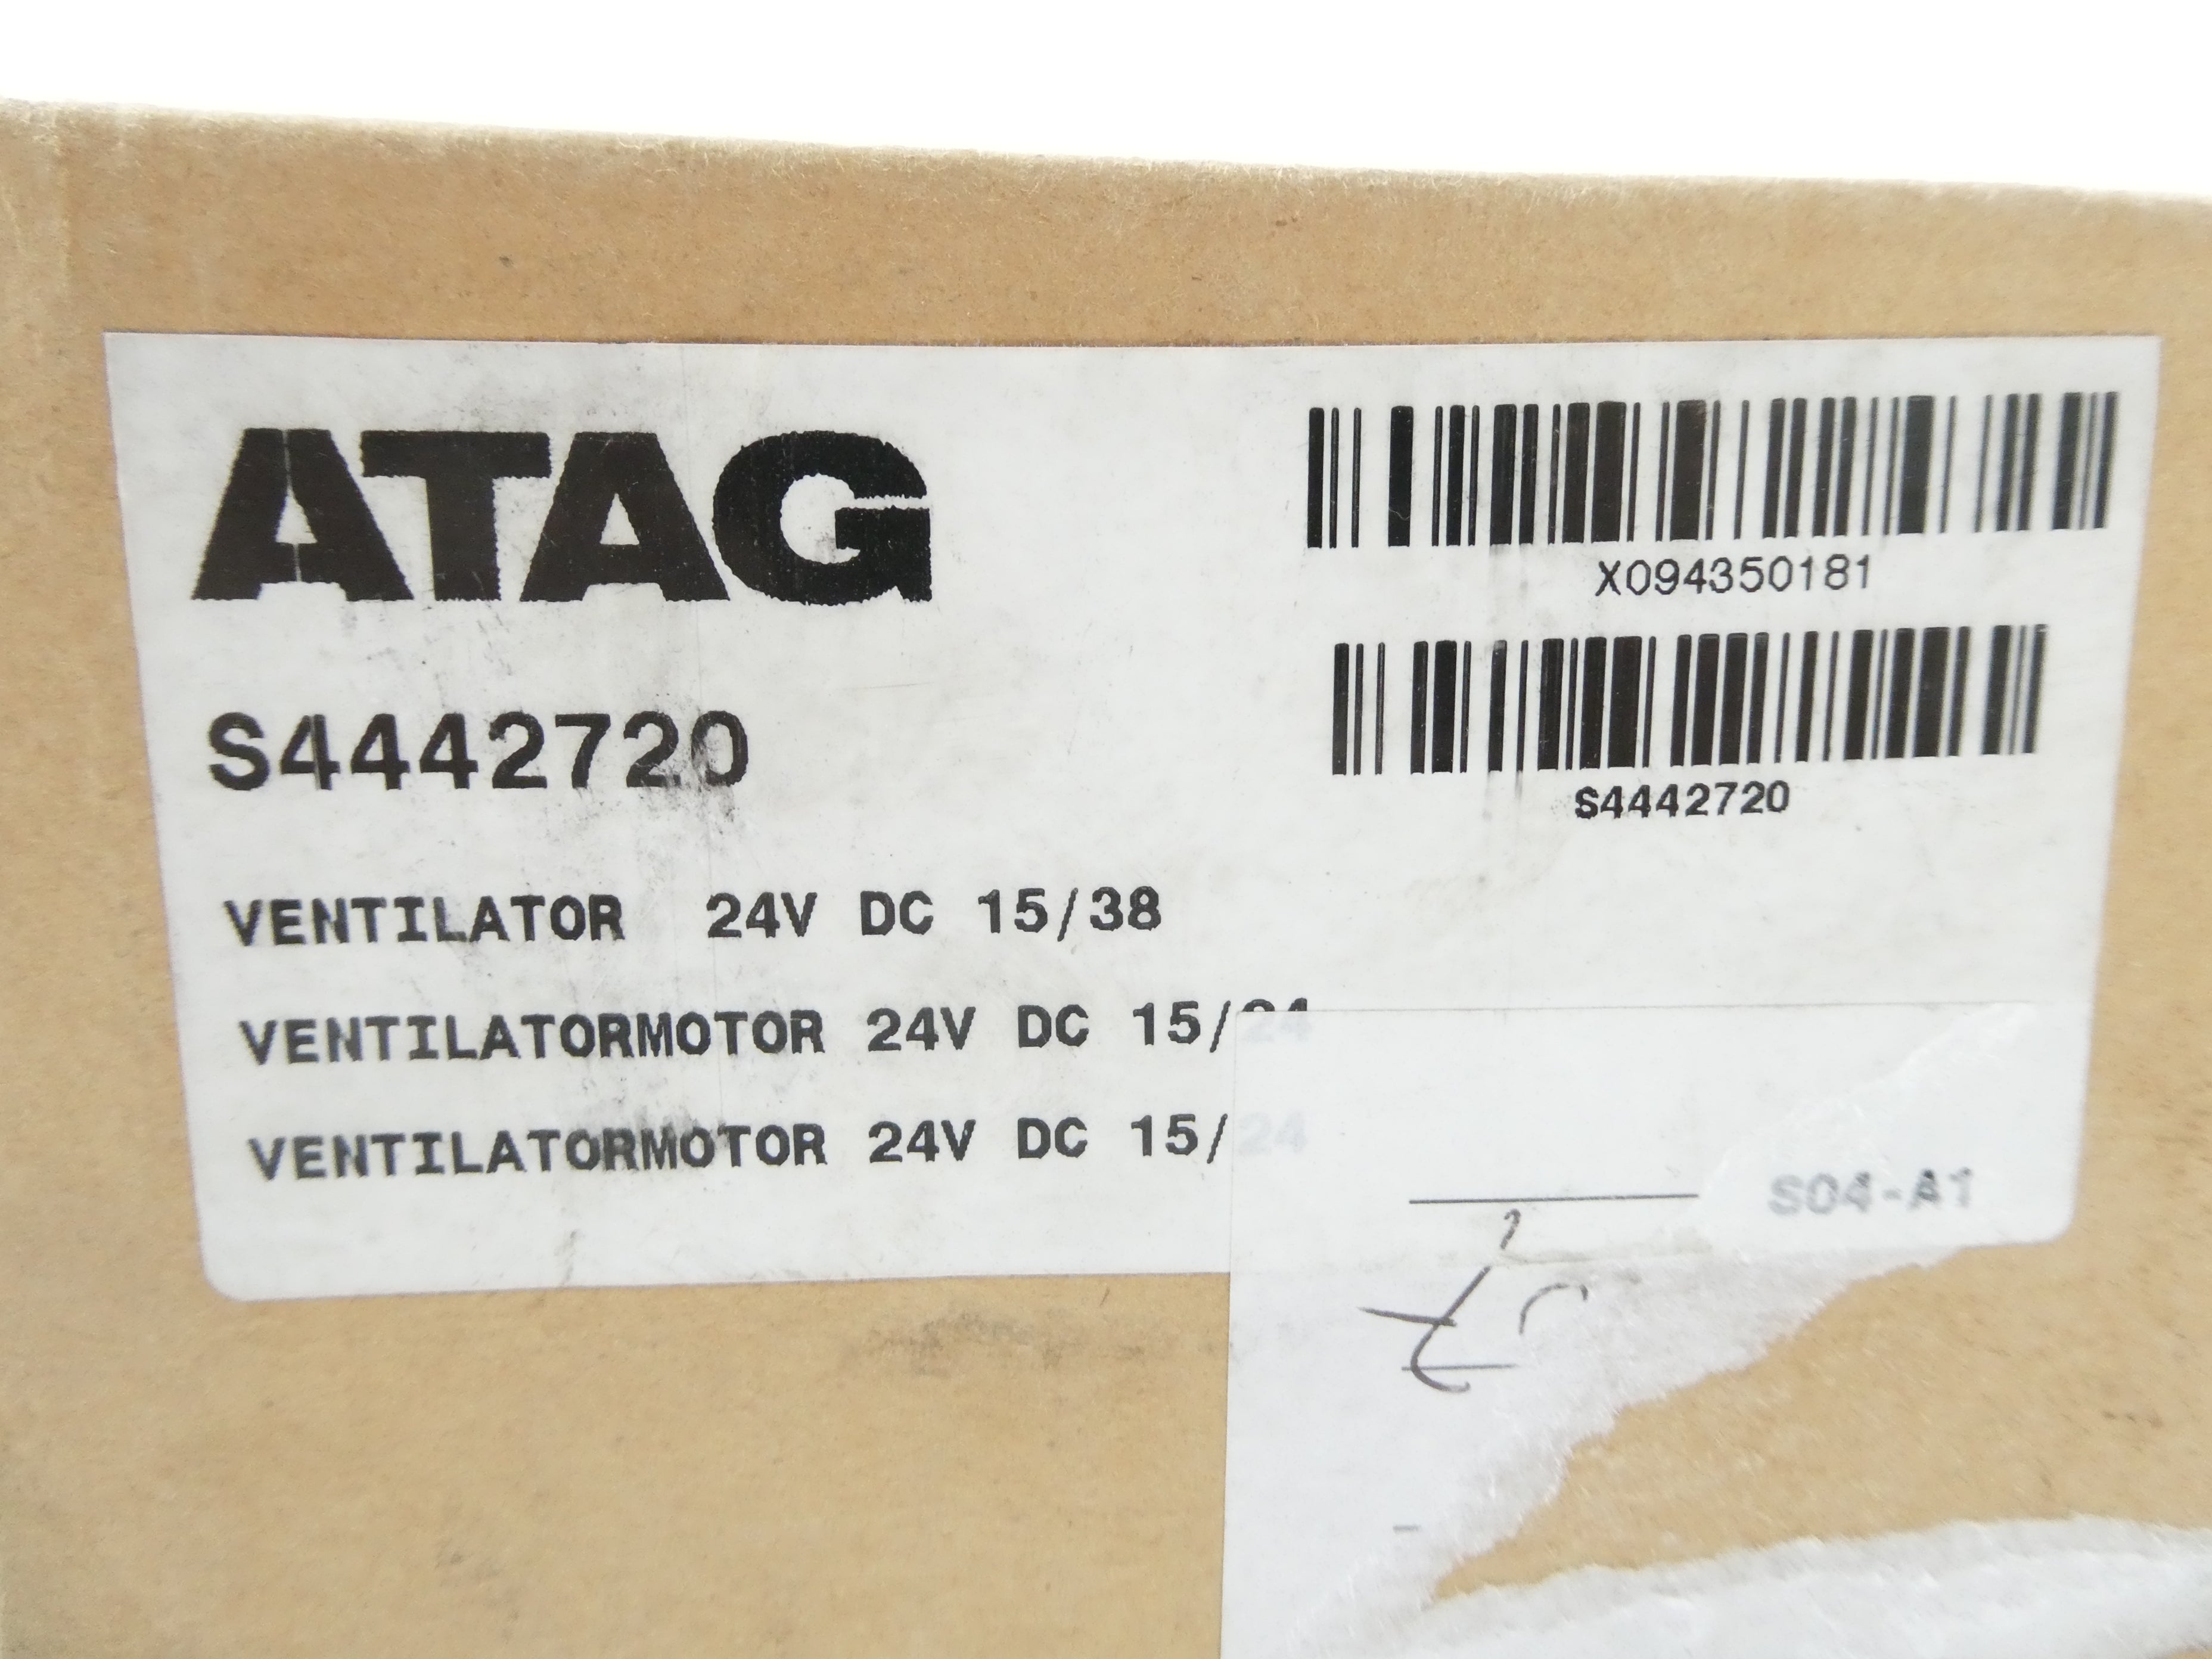 ATAG
X094350181
S4442720
S4442720
VENTILATOR 24V DC 15/38
VENTILATORMOTOR 24V DC 15/24
VENTILATORMOTOR 24V DC 15/24
S04-A1